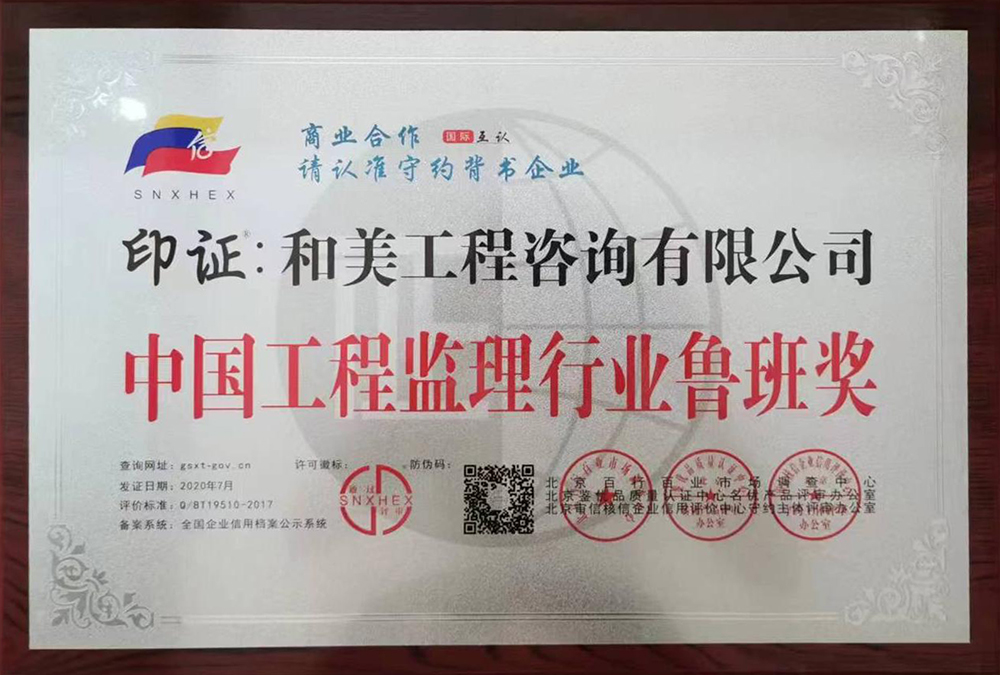 信
SNXHEX
商业合作 国际互认
请认准守约背书企业
印证®:和美工程咨询有限公司
中国工程监理行业鲁班奖
查询网址:gsxt-gov.cn
发证日期:2020年7月
评价标准:Q/BT19510-2017
备案系统:全国企业信用档案公示系统
许可徽标:
SNXHEX
®防伪码:
北京百行百业市场调查中心
北京鉴优品质量认证中心名优产品评审办公室
北京审信核信企业信用评价中心守约主体评审办公室